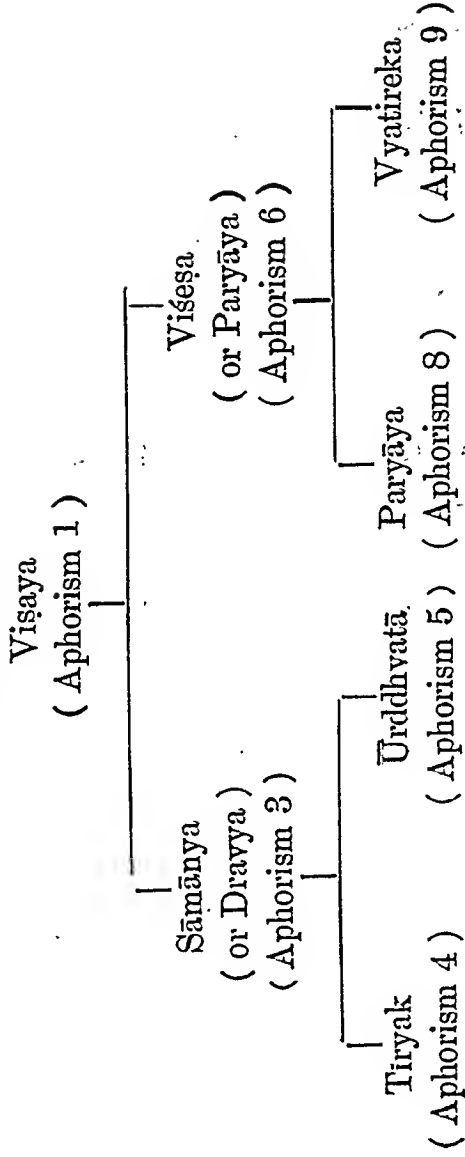 Viṣaya
( Aphorism 1 )
Sāmānya
( or Dravya )
( Aphorism 3 )
Viśeṣa
( or Paryāya )
( Aphorism 6 )
Tiryak
( Aphorism 4 )
Ūrddhvatā
( Aphorism 5 )
Paryāya
( Aphorism 8 )
Vyatireka
( Aphorism 9 )